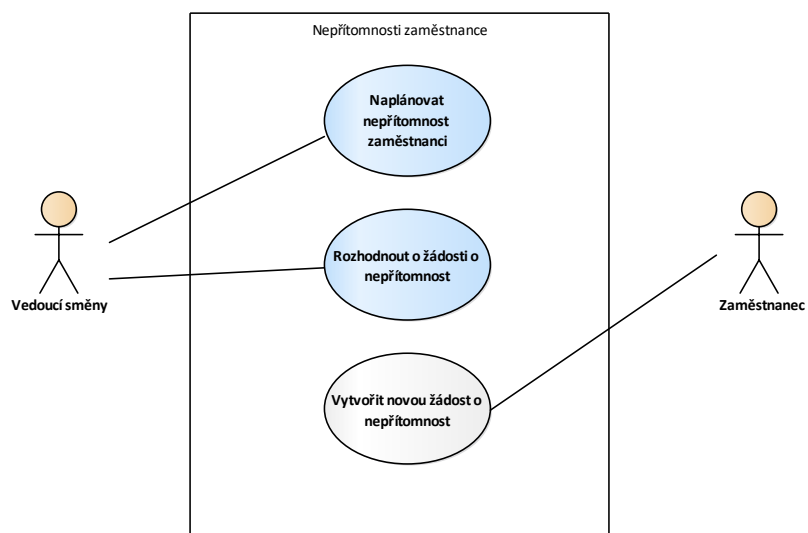 Nepřítomnosti zaměstnance
Naplánovat
nepřítomnost
zaměstnanci
Rozhodnout o žádosti o
nepřítomnost
Vedoucí směny
Zaměstnanec
Vytvořit novou žádost o
nepřítomnost